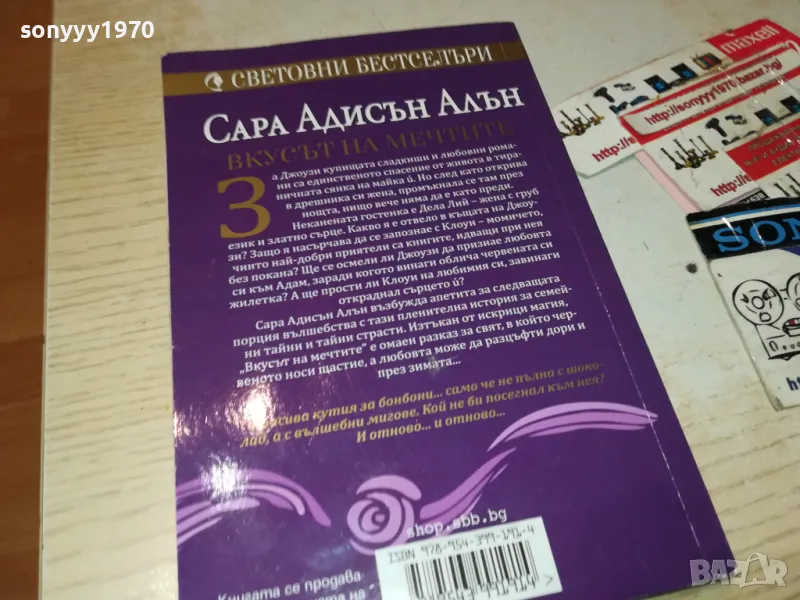 sonyyy1970
СВЕТОВНИ БЕСТСЕЛЪРИ
САРА АДИСЪН АЛЪН
ВКУСЪТ НА МЕЧТИТЕ
За Джоузи купищата сладкиши и любовни рома-
ни са единственото спасение от живота в тира-
ничната сянка на майка ѝ. Но след като открива
в дрешника си жена, промъкнала се там през
нощта, нищо вече няма да е като преди.
Неканената гостенка е Дела Лий – жена с груб
език и златно сърце. Какво я е отвело в къщата на Джоу-
зи? Защо я насърчава да се запознае с Клоуи – момичето,
чиито най-добри приятели са книгите, идващи при нея
без покана? Ще се осмели ли Джоузи да признае любовта
си към Адам, заради когото винаги облича червената си
жилетка? А ще прости ли Клоуи на любимия си, завинаги
откраднал сърцето ѝ?
Сара Адисън Алън възбужда апетита за следващата
порция вълшебства с тази пленителна история за семей-
ни тайни и тайни страсти. Изтъкан от искрици магия,
„Вкусът на мечтите" е омаен разказ за свят, в който чер-
веното носи щастие, а любовта може да разцъфти дори и
през зимата...
кутия за бонбони... само че не пълна с шоко-
лад, а с вълшебни мигове. Кой не би посегнал към нея?
И отново... и отново...
shop.sbb.bg
ISBN 978-954-399-191-4
Книгата се продава
maxell
http://sonyyy1970.bazar.bg/
SONY
BAZAR